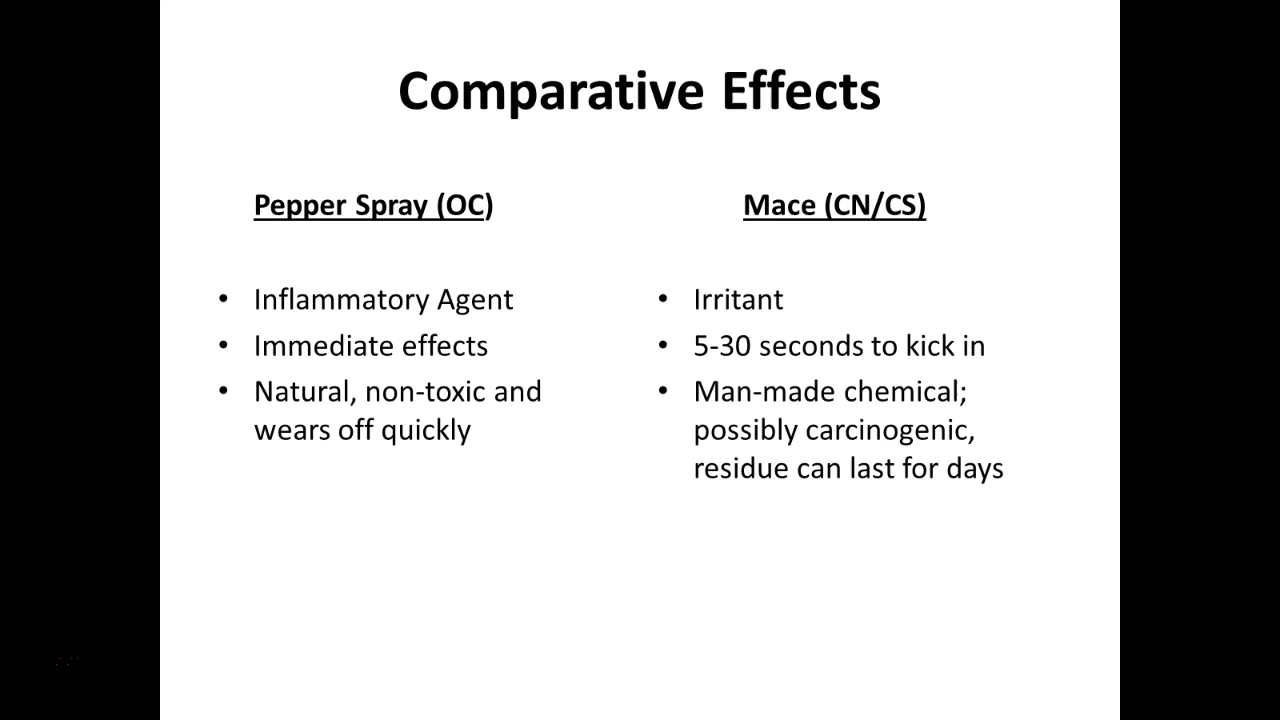 Comparative Effects
Pepper Spray (OC)
• Inflammatory Agent
• Immediate effects
• Natural, non-toxic and
wears off quickly
Mace (CN/CS)
• Irritant
• 5-30 seconds to kick in
• Man-made chemical;
possibly carcinogenic,
residue can last for days